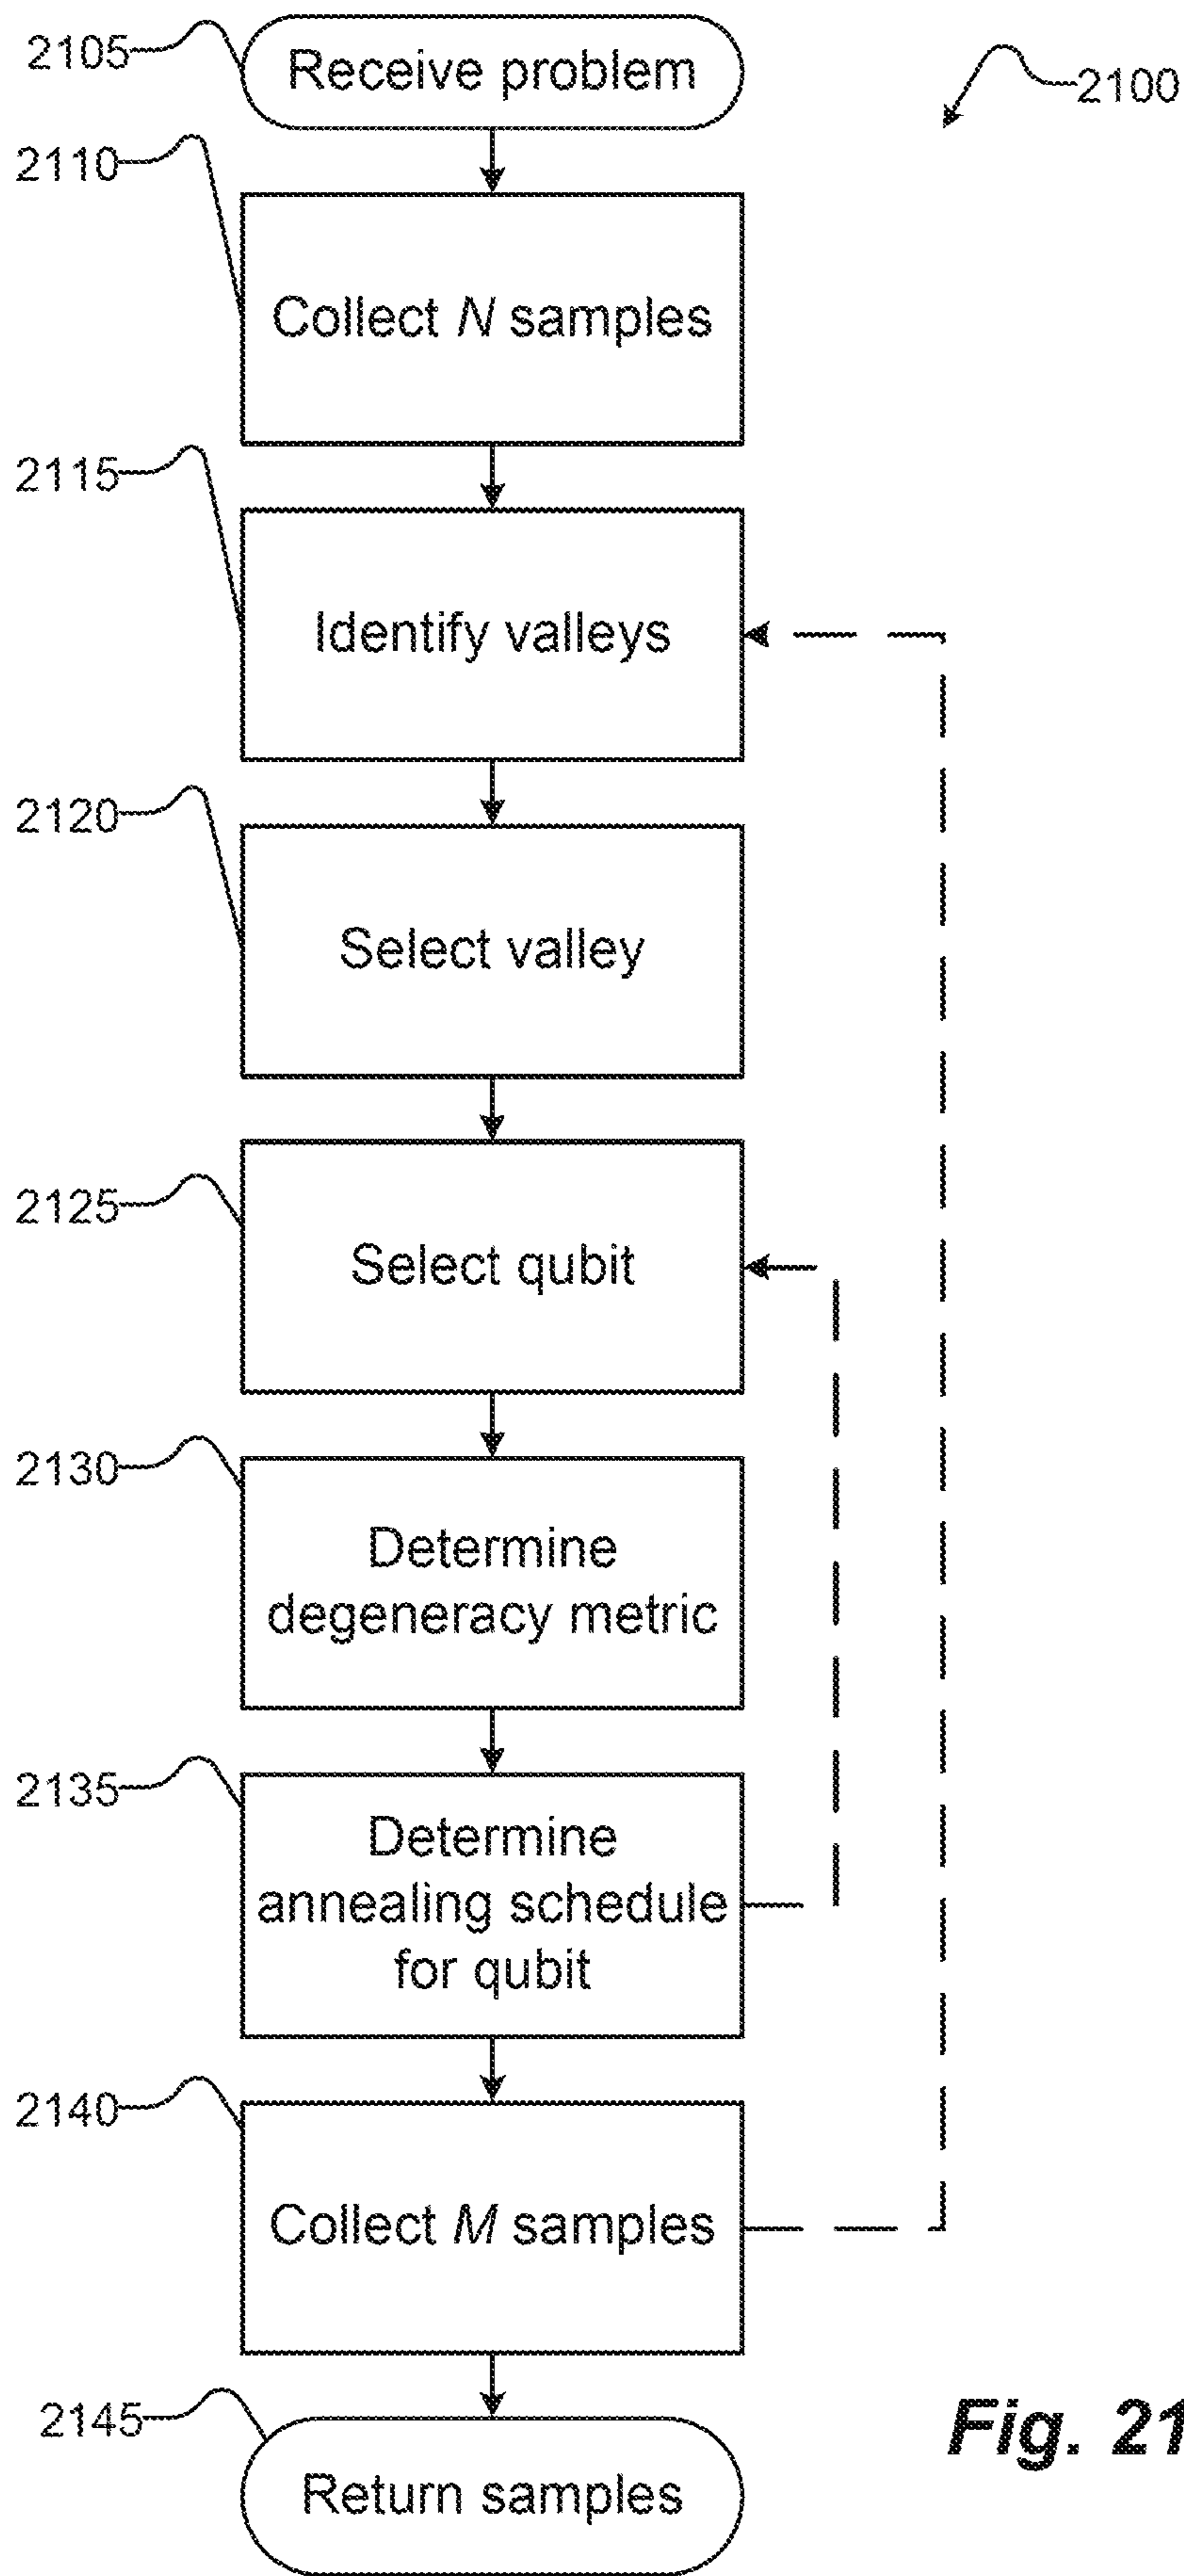 2105
Receive problem
2100
2110
Collect N samples
2115
Identify valleys
2120
Select valley
2125
Select qubit
2130
Determine
degeneracy metric
2135
Determine
annealing schedule
for qubit
2140
Collect M samples
2145
Return samples
Fig. 21